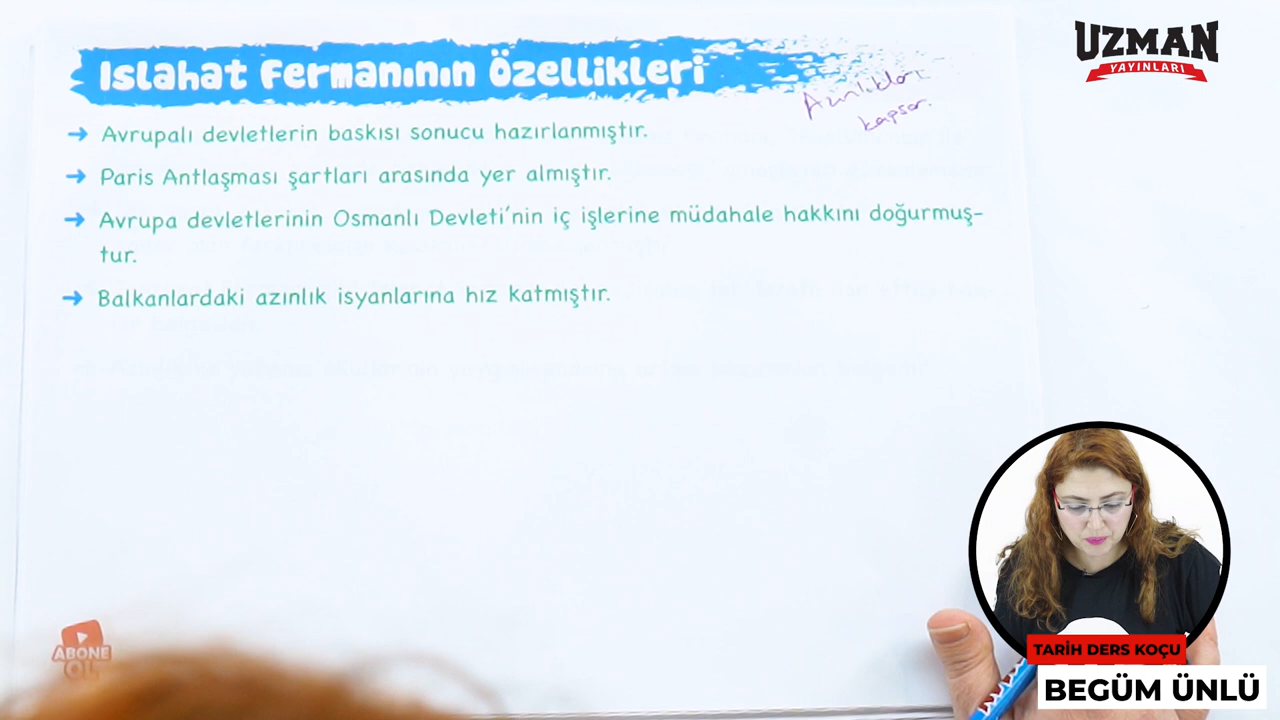 UZMAN
YAYINLARI
Islahat Fermanının Özellikleri
Azınlıkları
kapsar.
→ Avrupalı devletlerin baskısı sonucu hazırlanmıştır.
→ Paris Antlaşması şartları arasında yer almıştır.
→ Avrupa devletlerinin Osmanlı Devleti'nin iç işlerine müdahale hakkını doğurmuş-
tur.
→ Balkanlardaki azınlık isyanlarına hız katmıştır.
ABONE
OL
TARİH DERS KOÇU
BEGÜM ÜNLÜ